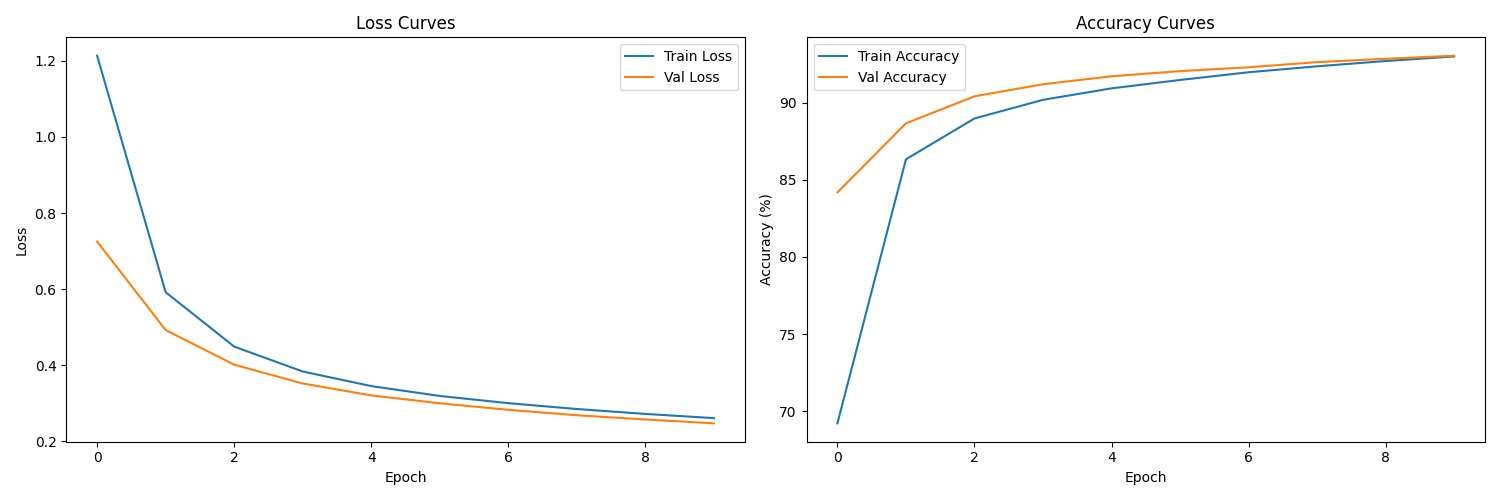 Loss Curves
Train Loss
Val Loss
1.2
1.0
0.8
0.6
0.4
0.2
Loss
0 2 4 6 8
Epoch
Accuracy Curves
Train Accuracy
Val Accuracy
90
85
80
75
70
Accuracy (%)
0 2 4 6 8
Epoch